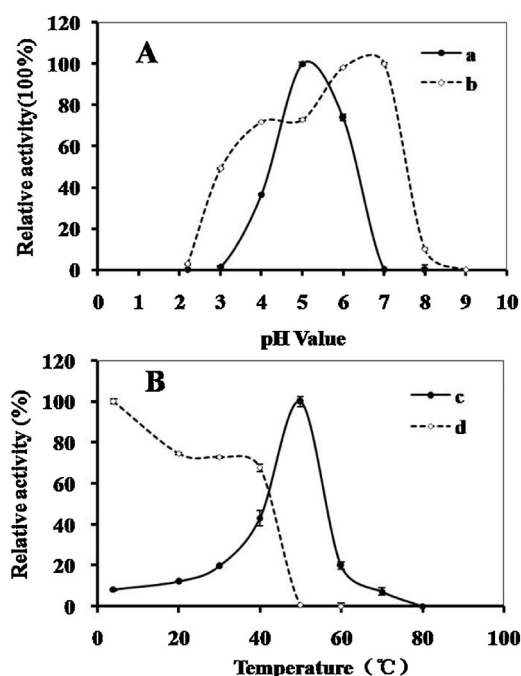 A
a
b
Relative activity(100%)
120
100
80
60
40
20
0
0 1 2 3 4 5 6 7 8 9 10
pH Value
B
c
d
Relative activity (%)
120
100
80
60
40
20
0
0 20 40 60 80 100
Temperature (℃)